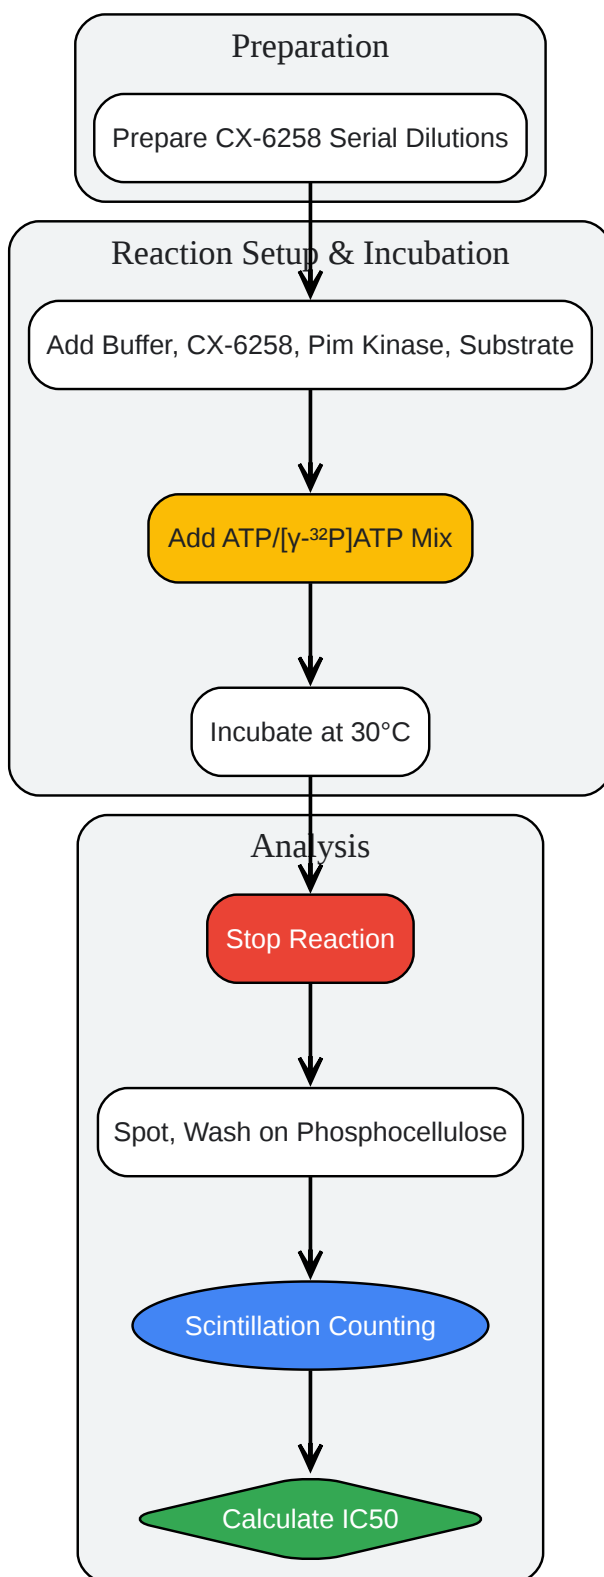 Preparation
Prepare CX-6258 Serial Dilutions
Reaction Setup & Incubation
Add Buffer, CX-6258, Pim Kinase, Substrate
Add ATP/[γ-³²P]ATP Mix
Incubate at 30°C
Analysis
Stop Reaction
Spot, Wash on Phosphocellulose
Scintillation Counting
Calculate IC50